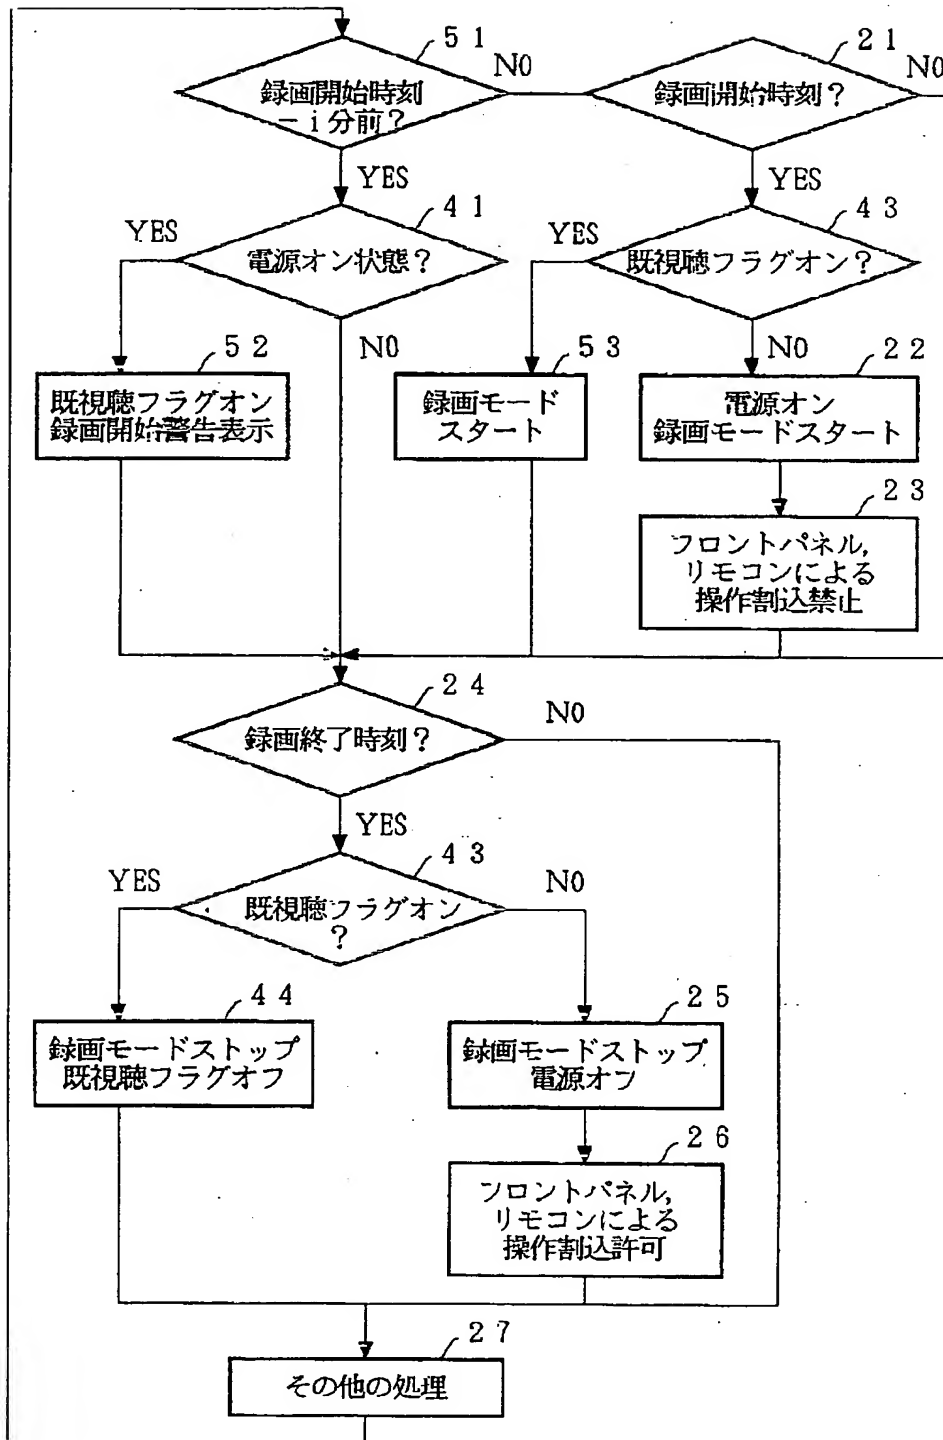 51
録画開始時刻
－i分前？
NO
YES
21
録画開始時刻？
NO
YES
41
電源オン状態？
YES
NO
43
既視聴フラグオン？
YES
NO
52
既視聴フラグオン
録画開始警告表示
53
録画モード
スタート
22
電源オン
録画モードスタート
23
フロントパネル,
リモコンによる
操作割込禁止
24
録画終了時刻？
NO
YES
43
既視聴フラグオン
？
YES
NO
44
録画モードストップ
既視聴フラグオフ
25
録画モードストップ
電源オフ
26
フロントパネル,
リモコンによる
操作割込許可
27
その他の処理